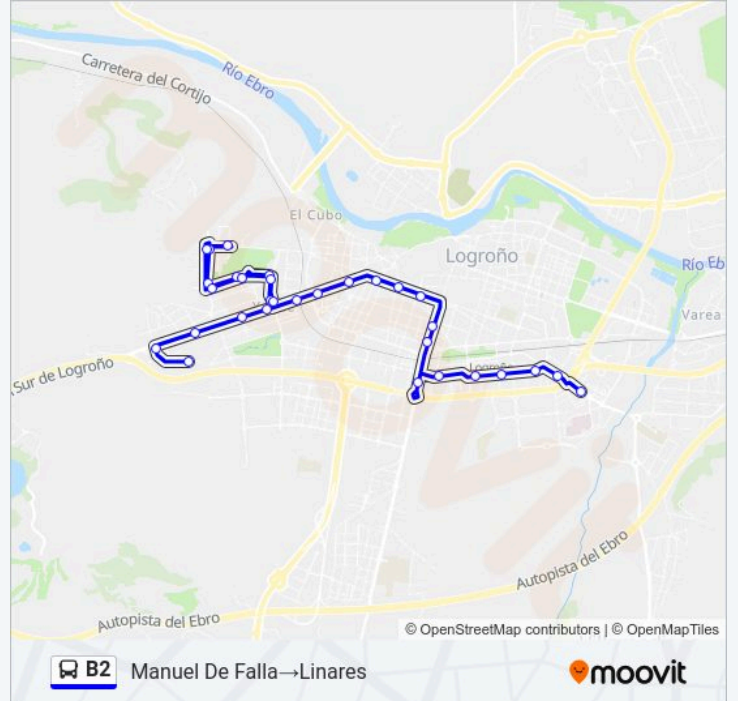 Carretera del Cortijo
Río Ebro
El Cubo
Logroño
Río Eb
Varea
Logroño
Sur de Logroño
Autopista del Ebro
Autopista del Ebro
© OpenStreetMap contributors | © OpenMapTiles
B2 Manuel De Falla→Linares
moovit